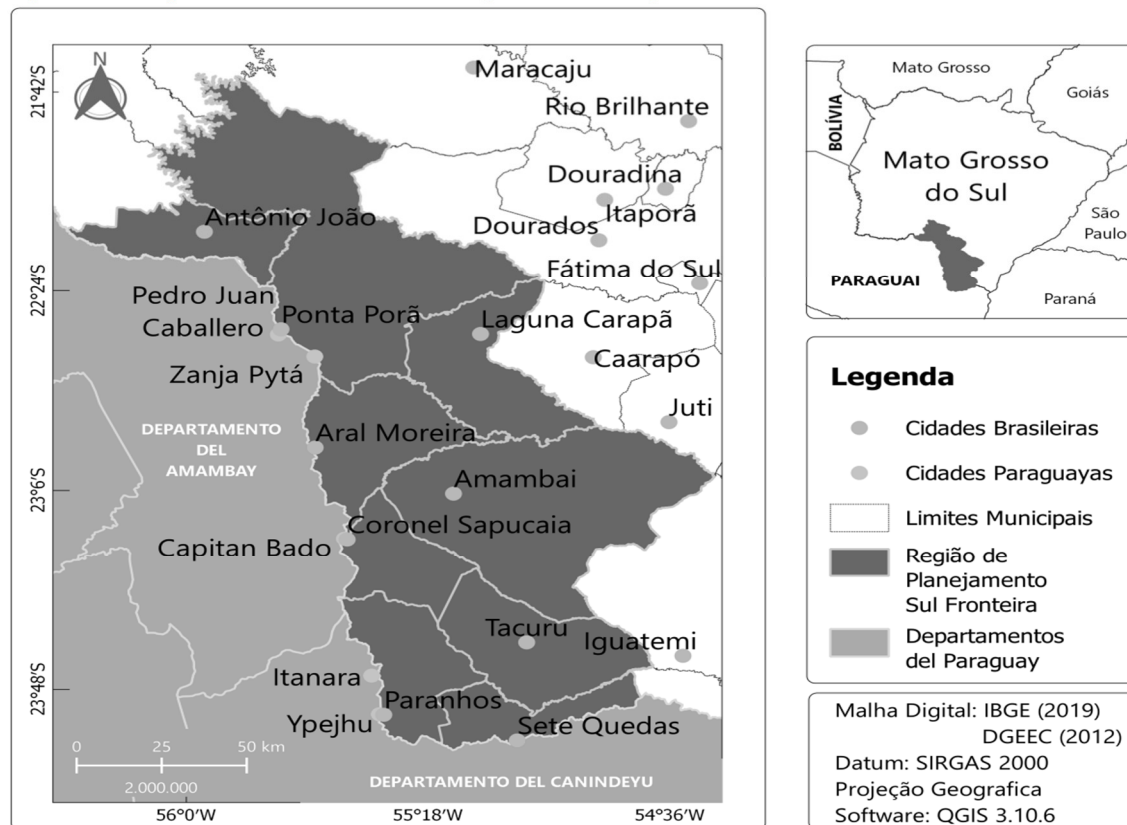 N
21°42'S
22°24'S
23°6'S
23°48'S
Maracaju
Rio Brilhante
Douradina
Itaporã
Dourados
Antônio João
Fátima do Sul
Pedro Juan
Caballero
Ponta Porã
Laguna Carapã
Caarapó
Zanja Pytá
Juti
DEPARTAMENTO
DEL
AMAMBAY
Aral Moreira
Amambai
Coronel Sapucaia
Capitan Bado
Tacuru
Iguatemi
Itanara
Paranhos
Ypejhu
Sete Quedas
0 25 50 km
2.000.000
DEPARTAMENTO DEL CANINDEYU
56°0'W 55°18'W 54°36'W
Mato Grosso
Goiás
BOLÍVIA
Mato Grosso
do Sul
São
Paulo
PARAGUAI
Paraná
Legenda
Cidades Brasileiras
Cidades Paraguayas
Limites Municipais
Região de
Planejamento
Sul Fronteira
Departamentos
del Paraguay
Malha Digital: IBGE (2019)
DGEEC (2012)
Datum: SIRGAS 2000
Projeção Geografica
Software: QGIS 3.10.6